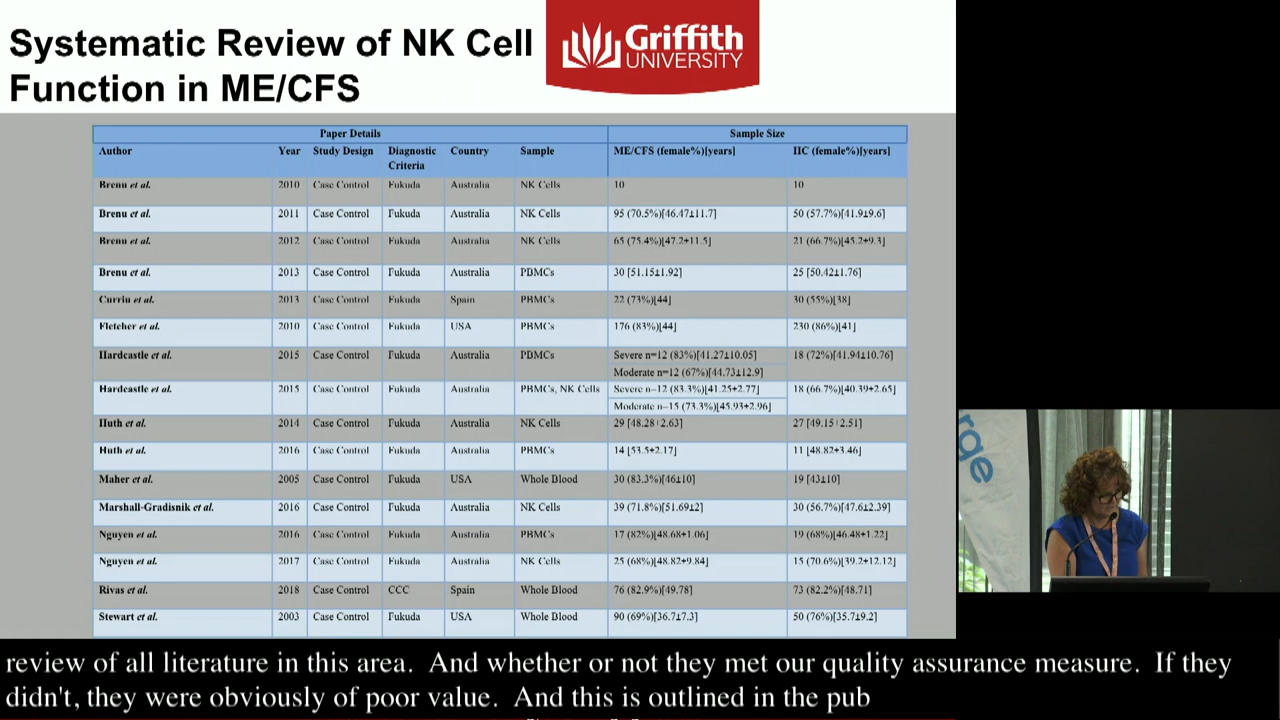 Systematic Review of NK Cell
Function in ME/CFS
Griffith
UNIVERSITY
Paper Details Sample Size
Author Year Study Design Diagnostic Criteria Country Sample ME/CFS (female%)[years] HC (female%)[years]
Brenu et al. 2010 Case Control Fukuda Australia NK Cells 10 10
Brenu et al. 2011 Case Control Fukuda Australia NK Cells 95 (70.5%)[46.47±11.7] 50 (57.7%)[41.9±9.6]
Brenu et al. 2012 Case Control Fukuda Australia NK Cells 65 (75.4%)[47.2±11.5] 21 (66.7%)[45.2±9.3]
Brenu et al. 2013 Case Control Fukuda Australia PBMCs 30 [51.15±1.92] 25 [50.42±1.76]
Curriu et al. 2013 Case Control Fukuda Spain PBMCs 22 (73%)[44] 30 (55%)[38]
Fletcher et al. 2010 Case Control Fukuda USA PBMCs 176 (83%)[44] 230 (86%)[41]
Hardcastle et al. 2015 Case Control Fukuda Australia PBMCs Severe n=12 (83%)[41.27±10.05] 18 (72%)[41.94±10.76]
Moderate n=12 (67%)[44.73±12.9]
Hardcastle et al. 2015 Case Control Fukuda Australia PBMCs, NK Cells Severe n=12 (83.3%)[41.25±2.77] 18 (66.7%)[40.39±2.65]
Moderate n=15 (73.3%)[45.93±2.96]
Huth et al. 2014 Case Control Fukuda Australia NK Cells 29 [48.28±2.63] 27 [49.15±2.51]
Huth et al. 2016 Case Control Fukuda Australia PBMCs 14 [53.5±2.17] 11 [48.82±3.46]
Maher et al. 2005 Case Control Fukuda USA Whole Blood 30 (83.3%)[46±10] 19 [43±10]
Marshall-Gradisnik et al. 2016 Case Control Fukuda Australia NK Cells 39 (71.8%)[51.69±2] 30 (56.7%)[47.6±2.39]
Nguyen et al. 2016 Case Control Fukuda Australia PBMCs 17 (82%)[48.68±1.06] 19 (68%)[46.48±1.22]
Nguyen et al. 2017 Case Control Fukuda Australia NK Cells 25 (68%)[48.82±9.84] 15 (70.6%)[39.2±12.12]
Rivas et al. 2018 Case Control CCC Spain Whole Blood 76 (82.9%)[49.78] 73 (82.2%)[48.71]
Stewart et al. 2003 Case Control Fukuda USA Whole Blood 90 (69%)[36.7±7.3] 50 (76%)[35.7±9.2]
rge
review of all literature in this area. And whether or not they met our quality assurance measure. If they
didn't, they were obviously of poor value. And this is outlined in the pub